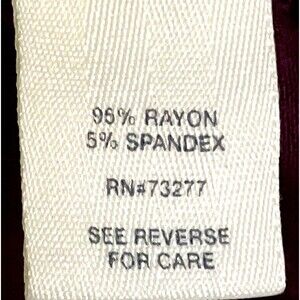 95% RAYON
5% SPANDEX
RN#73277
SEE REVERSE
FOR CARE